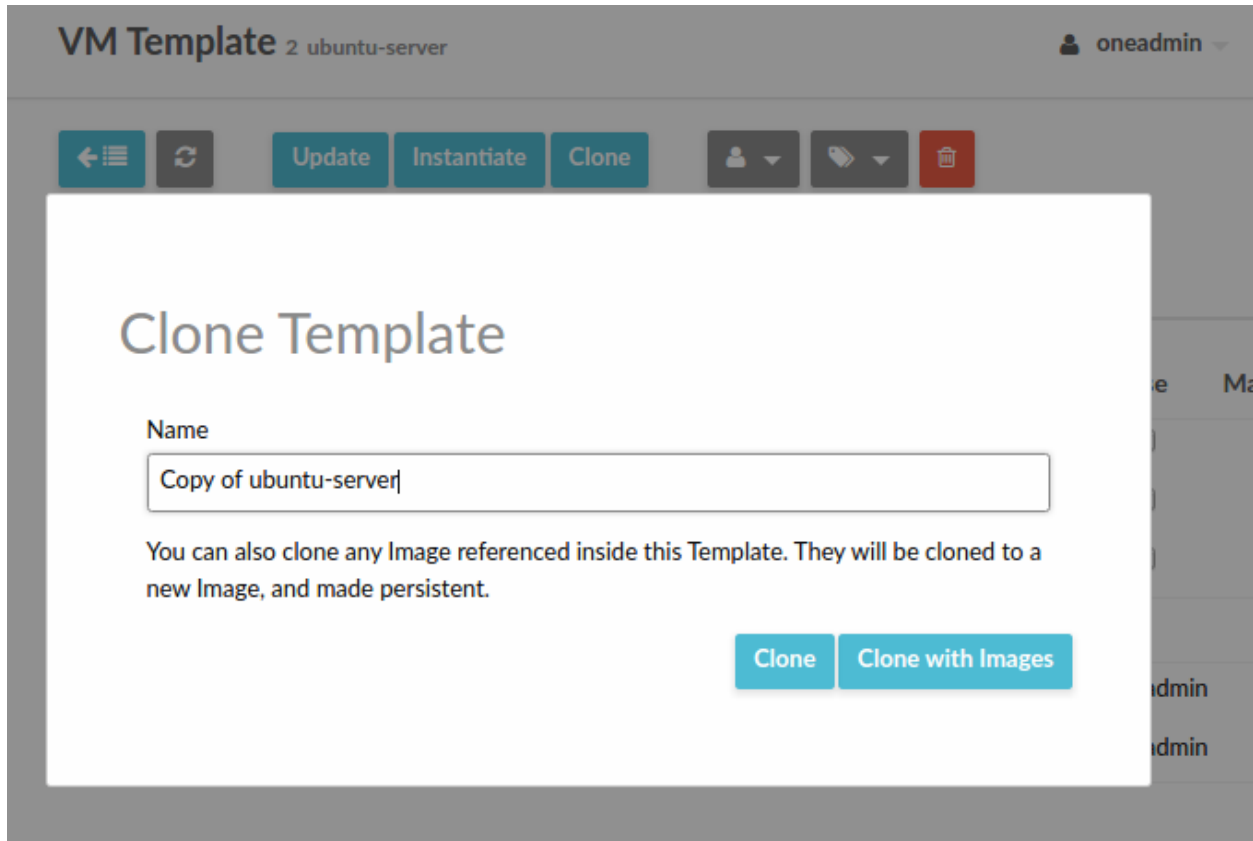 VM Template 2 ubuntu-server
oneadmin
Update Instantiate Clone
Clone Template
Name
Copy of ubuntu-server
You can also clone any Image referenced inside this Template. They will be cloned to a
new Image, and made persistent.
Clone Clone with Images